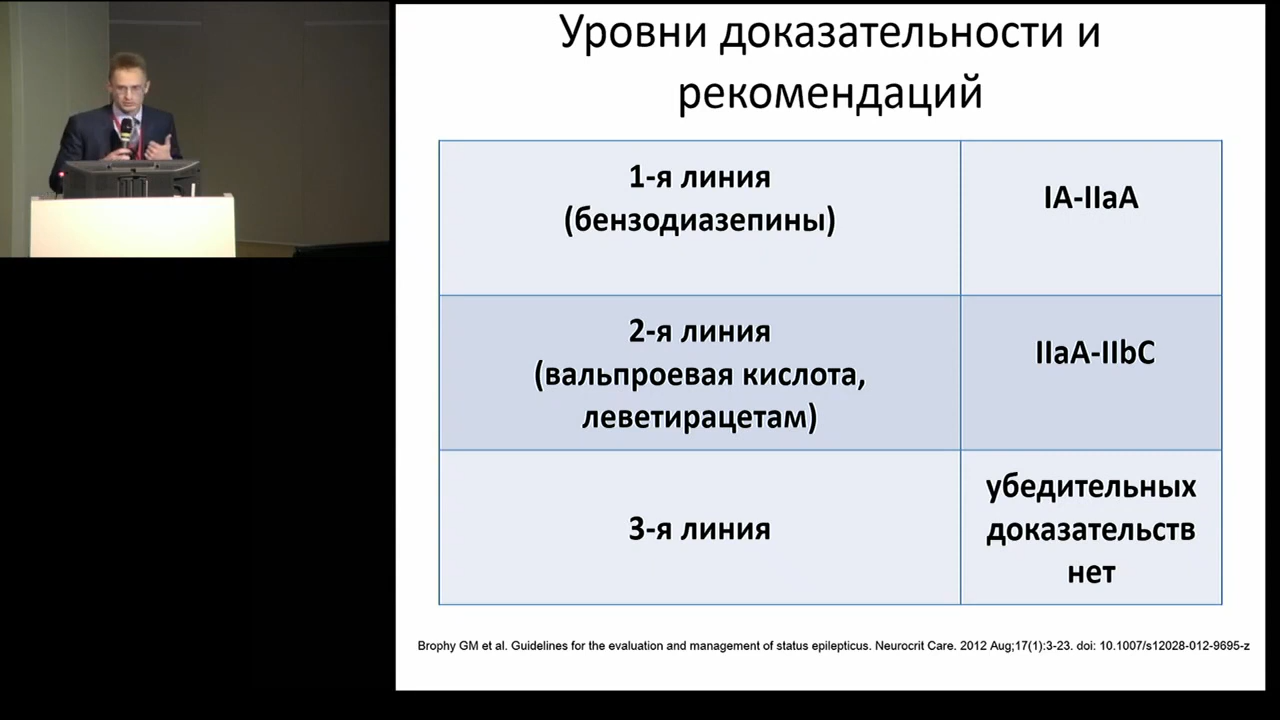 Уровни доказательности и
рекомендаций
1-я линия
(бензодиазепины)
IA-IIaA
2-я линия
(вальпроевая кислота,
леветирацетам)
IIaA-IIbC
3-я линия
убедительных
доказательств
нет
Brophy GM et al. Guidelines for the evaluation and management of status epilepticus. Neurocrit Care. 2012 Aug;17(1):3-23. doi: 10.1007/s12028-012-9695-z